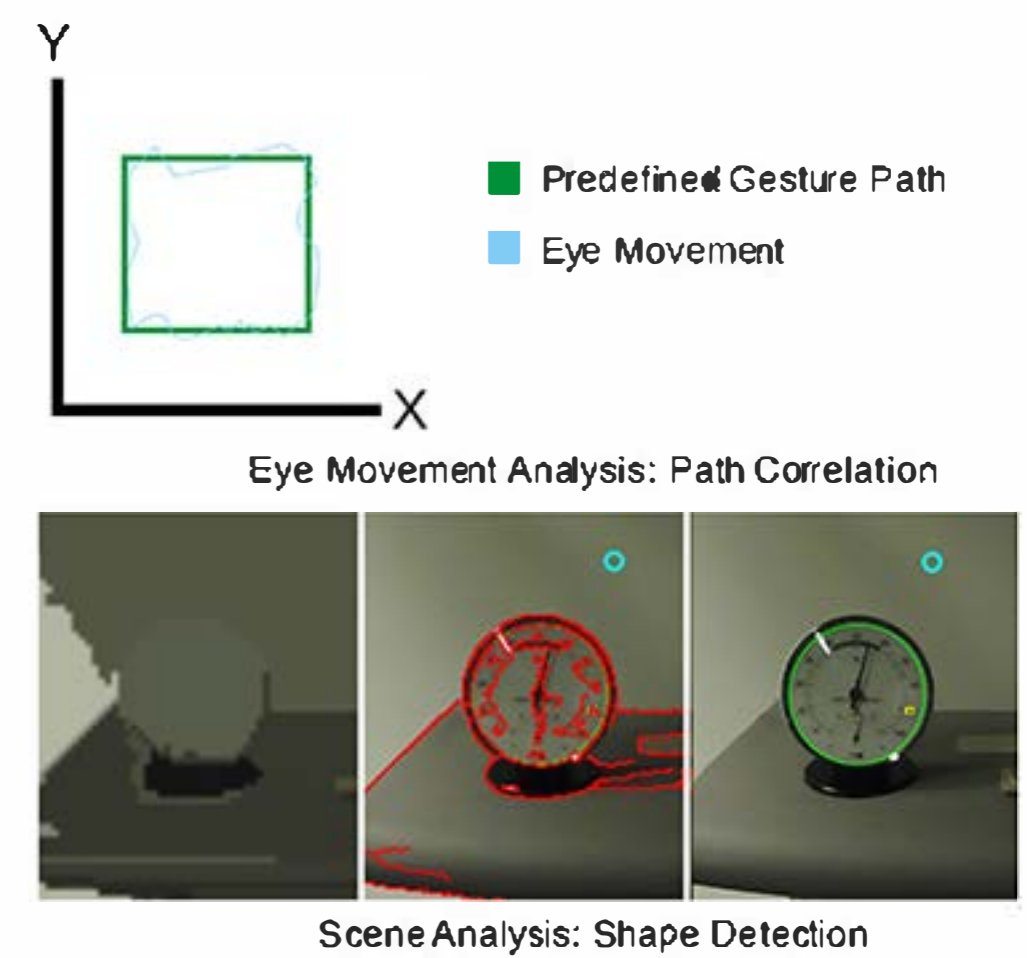 Y
Predefined Gesture Path
Eye Movement
X
Eye Movement Analysis: Path Correlation
Scene Analysis: Shape Detection